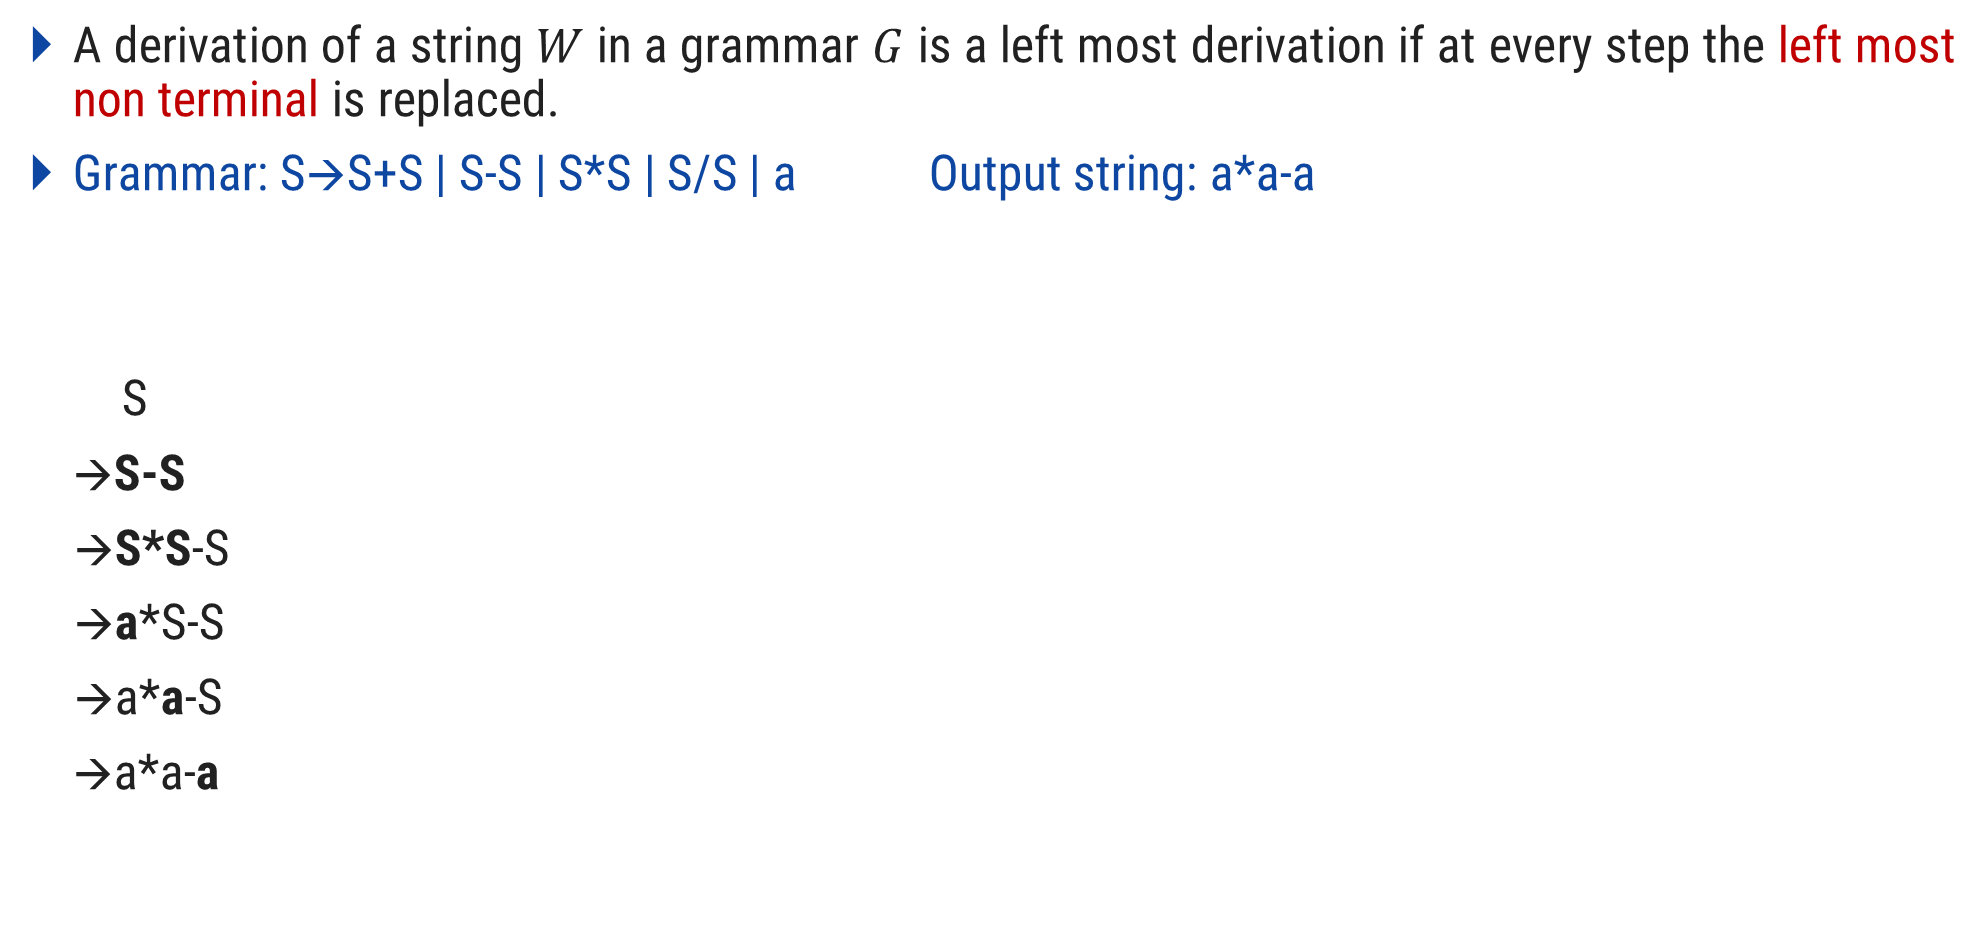 A derivation of a string W in a grammar G is a left most derivation if at every step the left most
non terminal is replaced.
Grammar: S→S+S | S-S | S*S | S/S | a Output string: a*a-a
S
→S-S
→S*S-S
→a*S-S
→a*a-S
→a*a-a